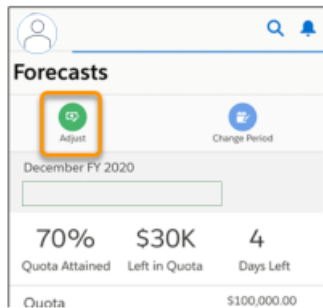 Forecasts
Adjust Change Period
December FY 2020
70% $30K 4
Quota Attained Left in Quota Days Left
Quota $100,000.00